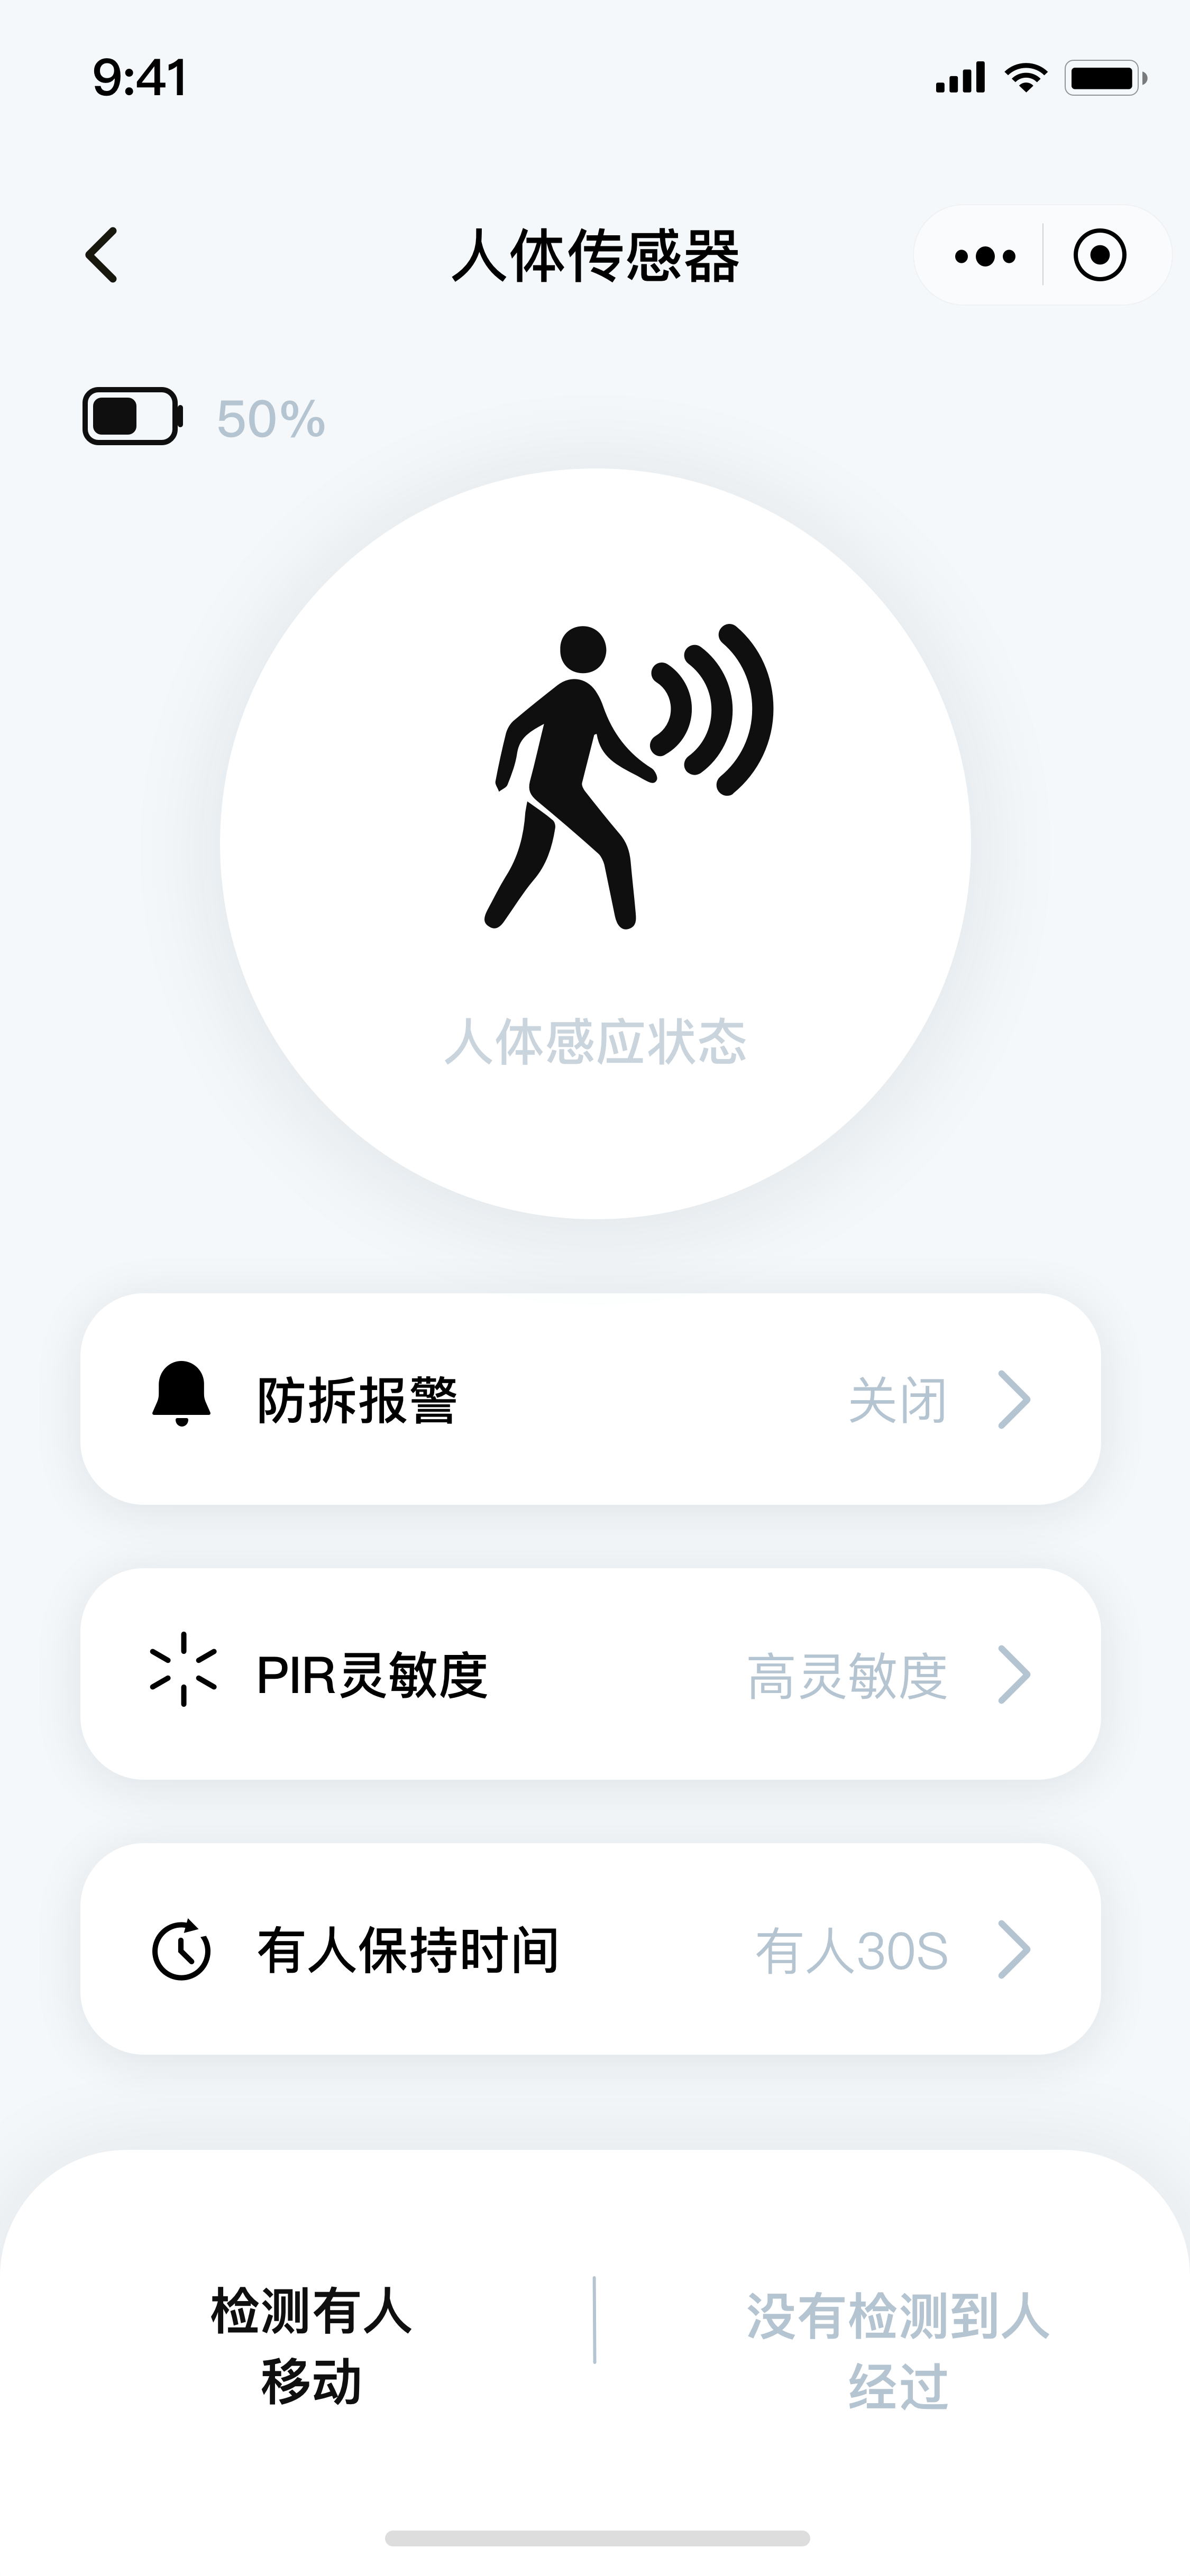 9:41
人体传感器
50%
人体感应状态
防拆报警
关闭
PIR灵敏度
高灵敏度
有人保持时间
有人30S
检测有人
移动
没有检测到人
经过